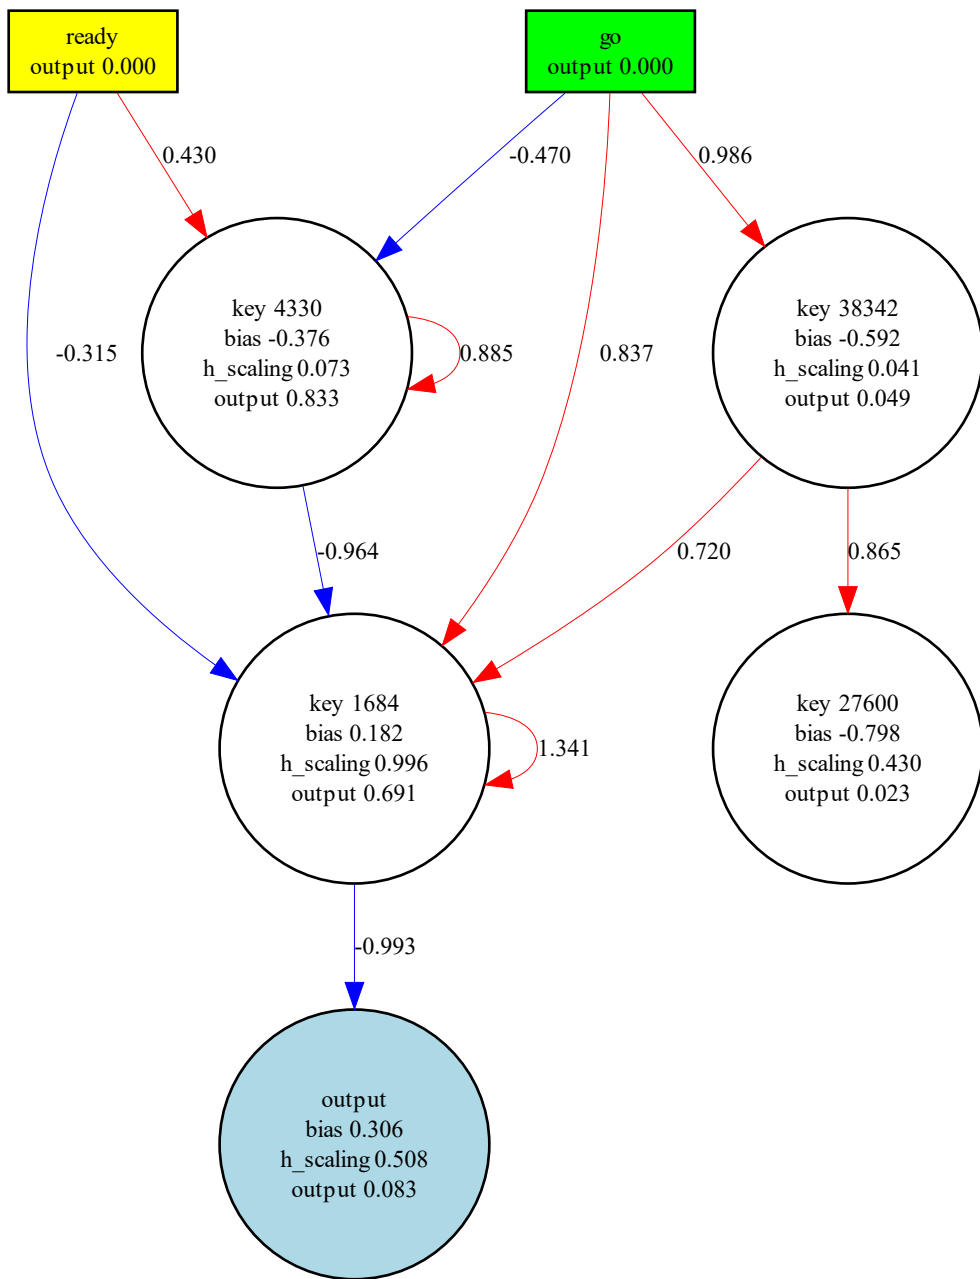 ready
output 0.000
go
output 0.000
0.430
-0.470
0.986
key 4330
bias -0.376
h_scaling 0.073
output 0.833
key 38342
bias -0.592
h_scaling 0.041
output 0.049
-0.315
0.885
0.837
-0.964
0.720
0.865
key 1684
bias 0.182
h_scaling 0.996
output 0.691
key 27600
bias -0.798
h_scaling 0.430
output 0.023
1.341
-0.993
output
bias 0.306
h_scaling 0.508
output 0.083